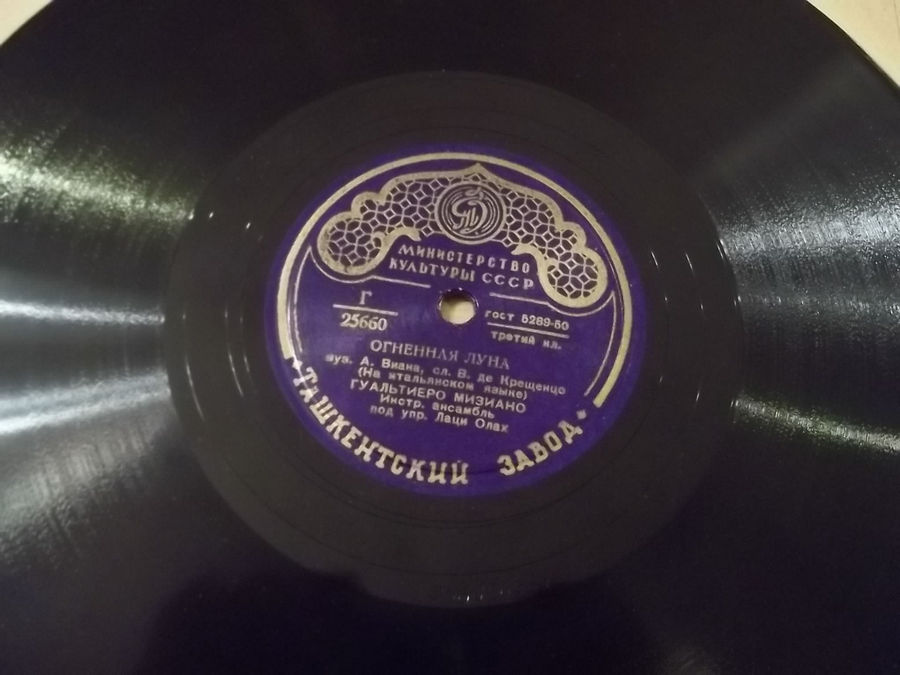 МИНИСТЕРСТВО
КУЛЬТУРЫ СССР
Г
25660
ГОСТ 5289-50
третий кл.
ОГНЕННАЯ ЛУНА
муз. А. Виана, сл. В. де Крещенцо
(На итальянском языке)
ГУАЛЬТИЕРО МИЗИАНО
Инстр. ансамбль
под упр. Лаци Олах
ТАШКЕНТСКИЙ ЗАВОД